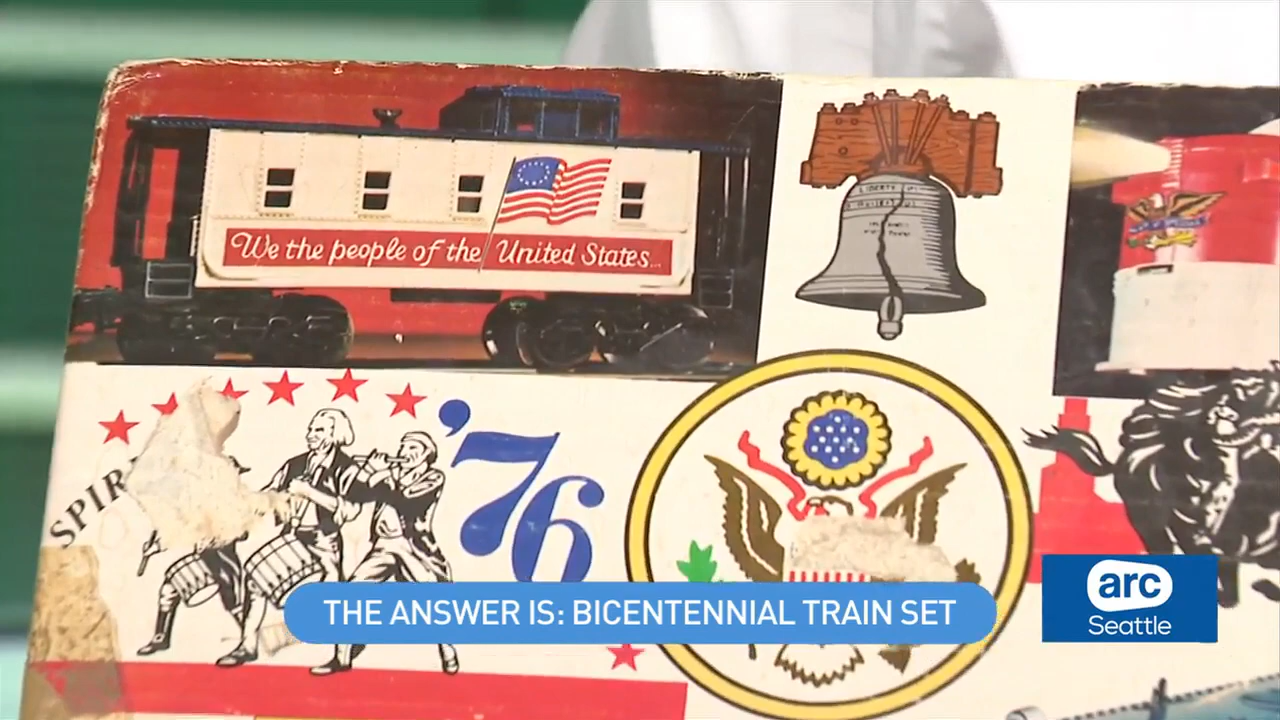 We the people of the United States...
LIBERTY
SPIR
'76
THE ANSWER IS: BICENTENNIAL TRAIN SET
arc
Seattle